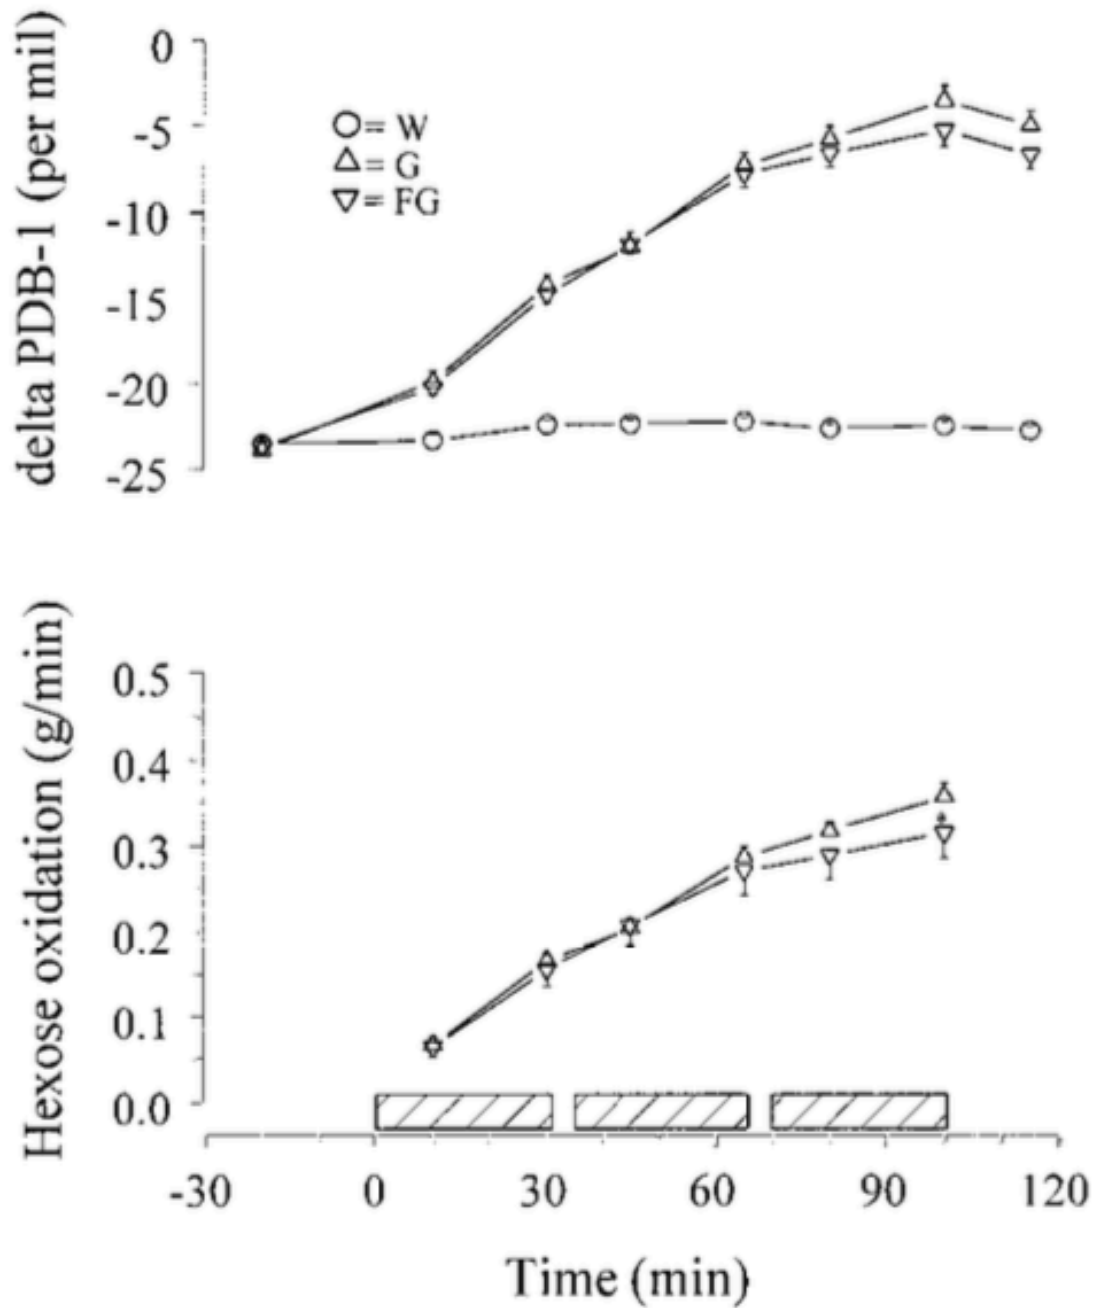 delta PDB-1 (per mil)
0
-5
-10
-15
-20
-25
○= W
△= G
▽= FG
Hexose oxidation (g/min)
0.5
0.4
0.3
0.2
0.1
0.0
*
-30 0 30 60 90 120
Time (min)